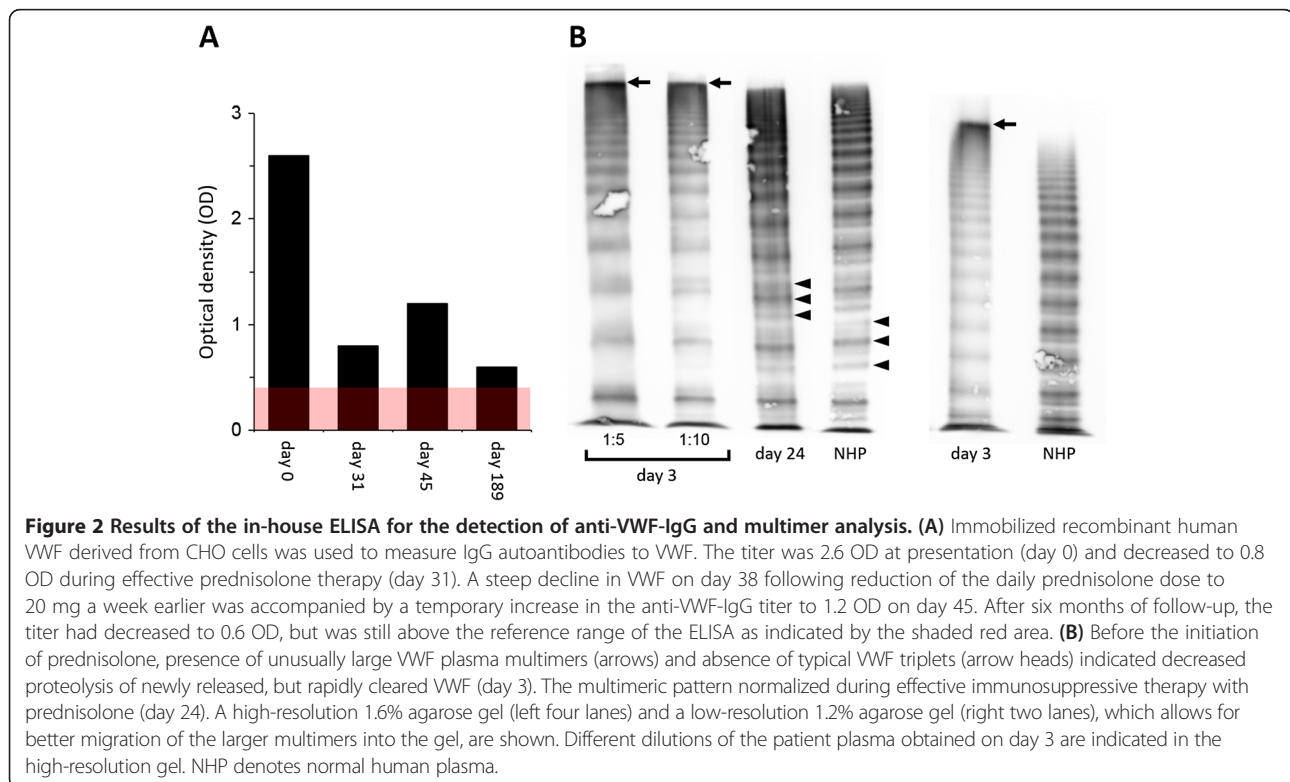 A
B
3
2
1
0
Optical density (OD)
day 0
day 31
day 45
day 189
1:5
1:10
day 3
day 24
NHP
day 3
NHP
Figure 2 Results of the in-house ELISA for the detection of anti-VWF-IgG and multimer analysis. (A) Immobilized recombinant human
VWF derived from CHO cells was used to measure IgG autoantibodies to VWF. The titer was 2.6 OD at presentation (day 0) and decreased to 0.8
OD during effective prednisolone therapy (day 31). A steep decline in VWF on day 38 following reduction of the daily prednisolone dose to
20 mg a week earlier was accompanied by a temporary increase in the anti-VWF-IgG titer to 1.2 OD on day 45. After six months of follow-up, the
titer had decreased to 0.6 OD, but was still above the reference range of the ELISA as indicated by the shaded red area. (B) Before the initiation
of prednisolone, presence of unusually large VWF plasma multimers (arrows) and absence of typical VWF triplets (arrow heads) indicated decreased
proteolysis of newly released, but rapidly cleared VWF (day 3). The multimeric pattern normalized during effective immunosuppressive therapy with
prednisolone (day 24). A high-resolution 1.6% agarose gel (left four lanes) and a low-resolution 1.2% agarose gel (right two lanes), which allows for
better migration of the larger multimers into the gel, are shown. Different dilutions of the patient plasma obtained on day 3 are indicated in the
high-resolution gel. NHP denotes normal human plasma.